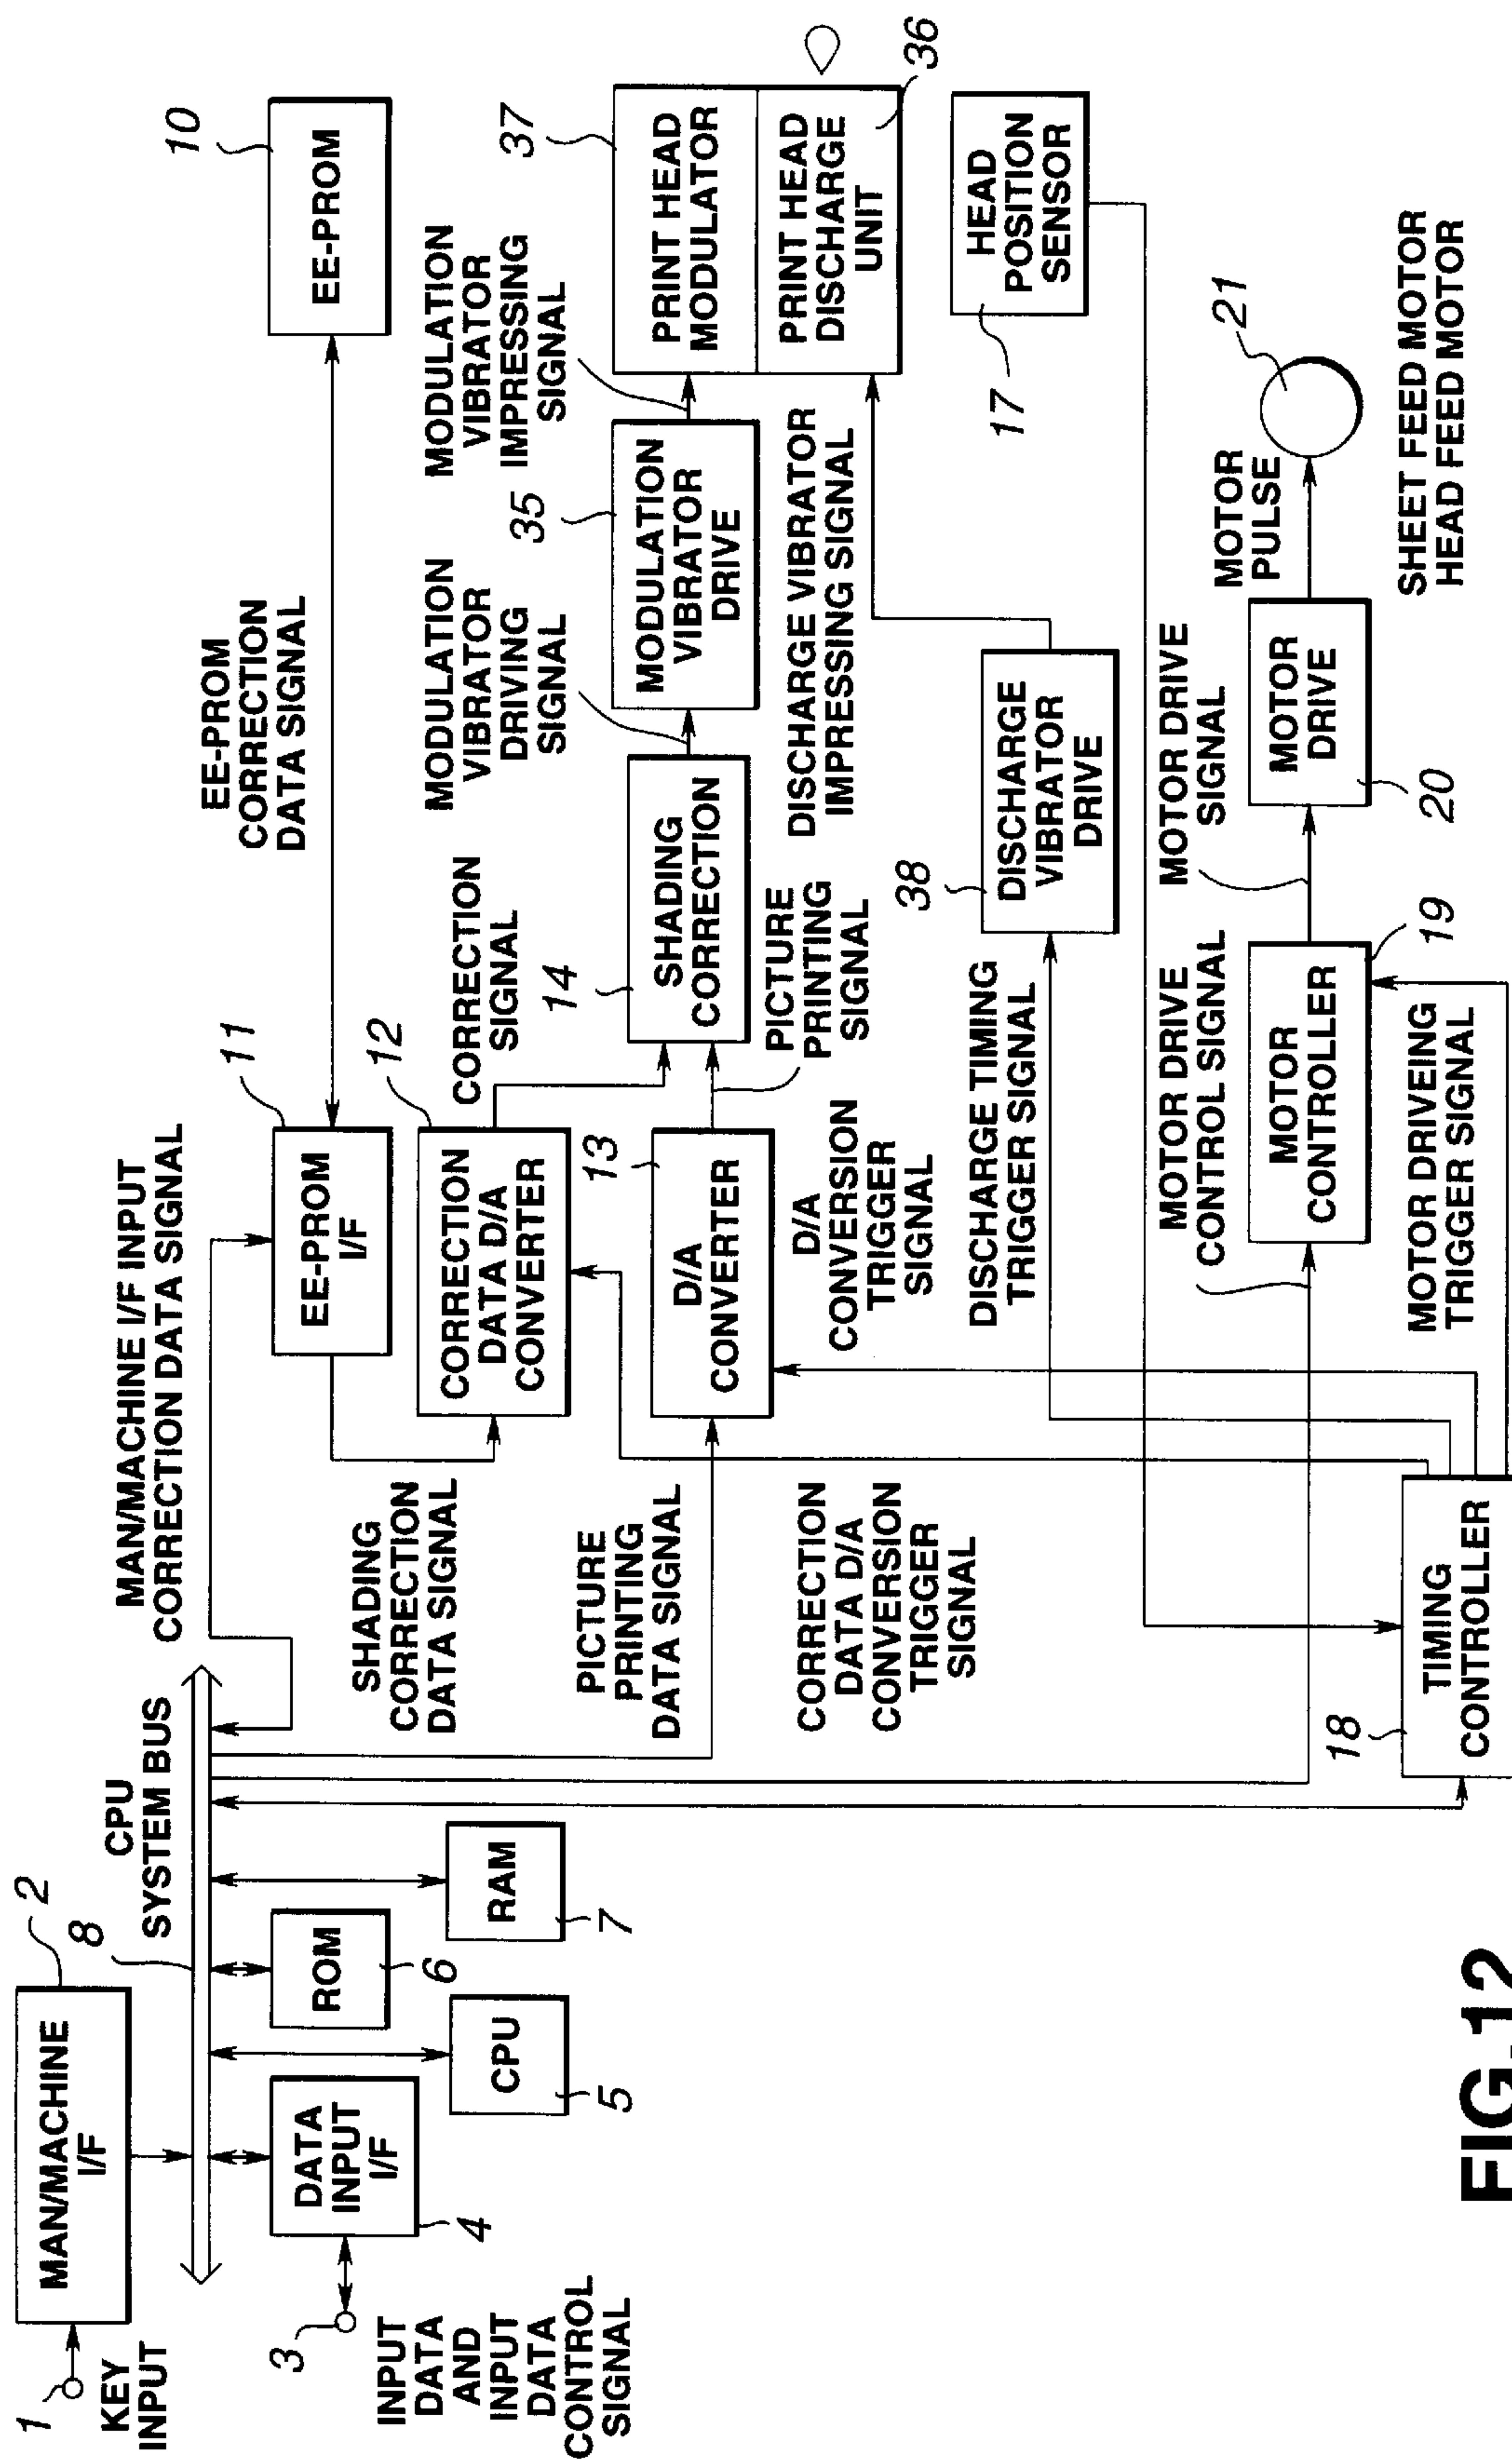 1
KEY
INPUT
MAN/MACHINE
I/F
2
8
CPU
SYSTEM BUS
3
INPUT
DATA
AND
INPUT
DATA
CONTROL
SIGNAL
DATA
INPUT
I/F
4
CPU
5
ROM
6
RAM
7
MAN/MACHINE I/F INPUT
CORRECTION DATA SIGNAL
EE-PROM
I/F
11
EE-PROM
CORRECTION
DATA SIGNAL
EE-PROM
10
SHADING
CORRECTION
DATA SIGNAL
CORRECTION
DATA D/A
CONVERTER
12
CORRECTION
SIGNAL
PICTURE
PRINTING
DATA SIGNAL
D/A
CONVERTER
13
PICTURE
PRINTING
SIGNAL
SHADING
CORRECTION
14
MODULATION
VIBRATOR
DRIVING
SIGNAL
MODULATION
VIBRATOR
DRIVE
35
MODULATION
VIBRATOR
IMPRESSING
SIGNAL
PRINT HEAD
MODULATOR
37
PRINT HEAD
DISCHARGE
UNIT
36
CORRECTION
DATA D/A
CONVERSION
TRIGGER
SIGNAL
D/A
CONVERSION
TRIGGER
SIGNAL
DISCHARGE VIBRATOR
IMPRESSING SIGNAL
DISCHARGE TIMING
TRIGGER SIGNAL
DISCHARGE
VIBRATOR
DRIVE
38
HEAD
POSITION
SENSOR
17
MOTOR DRIVE
CONTROL SIGNAL
MOTOR
CONTROLLER
19
MOTOR DRIVE
SIGNAL
MOTOR
DRIVE
20
MOTOR
PULSE
21
SHEET FEED MOTOR
HEAD FEED MOTOR
MOTOR DRIVEING
TRIGGER SIGNAL
TIMING
CONTROLLER
18
FIG.12